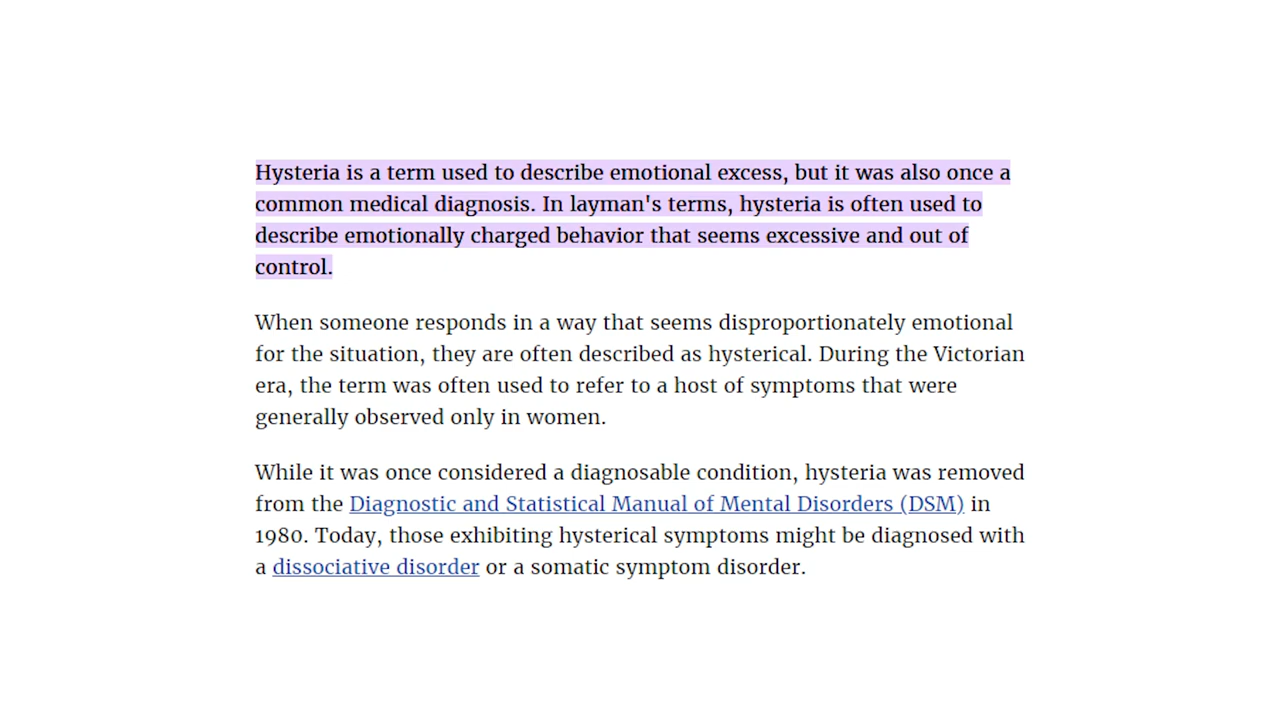 Hysteria is a term used to describe emotional excess, but it was also once a
common medical diagnosis. In layman's terms, hysteria is often used to
describe emotionally charged behavior that seems excessive and out of
control.
When someone responds in a way that seems disproportionately emotional
for the situation, they are often described as hysterical. During the Victorian
era, the term was often used to refer to a host of symptoms that were
generally observed only in women.
While it was once considered a diagnosable condition, hysteria was removed
from the Diagnostic and Statistical Manual of Mental Disorders (DSM) in
1980. Today, those exhibiting hysterical symptoms might be diagnosed with
a dissociative disorder or a somatic symptom disorder.